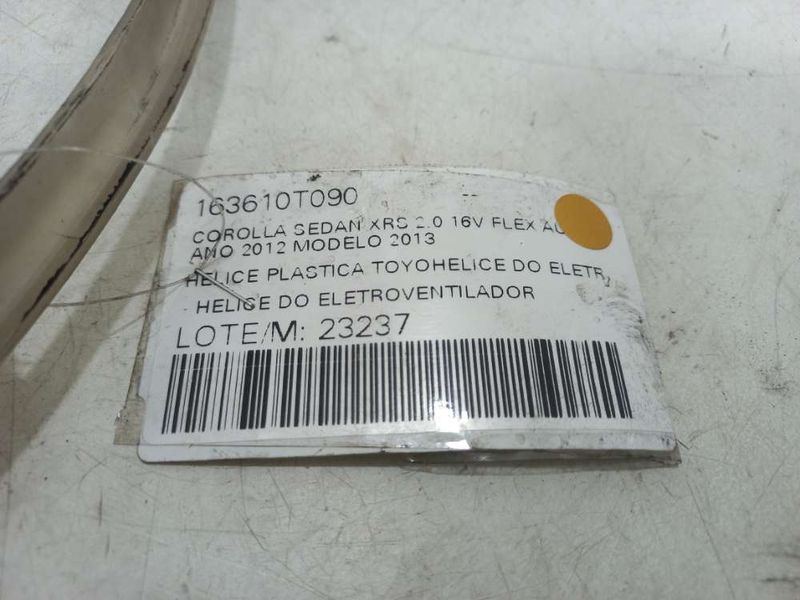 163610T090 --
COROLLA SEDAN XRS 2.0 16V FLEX
ANO 2012 MODELO 2013
HELICE PLASTICA TOYOHELICE DO ELETR
- HELICE DO ELETROVENTILADOR
LOTE/M: 23237